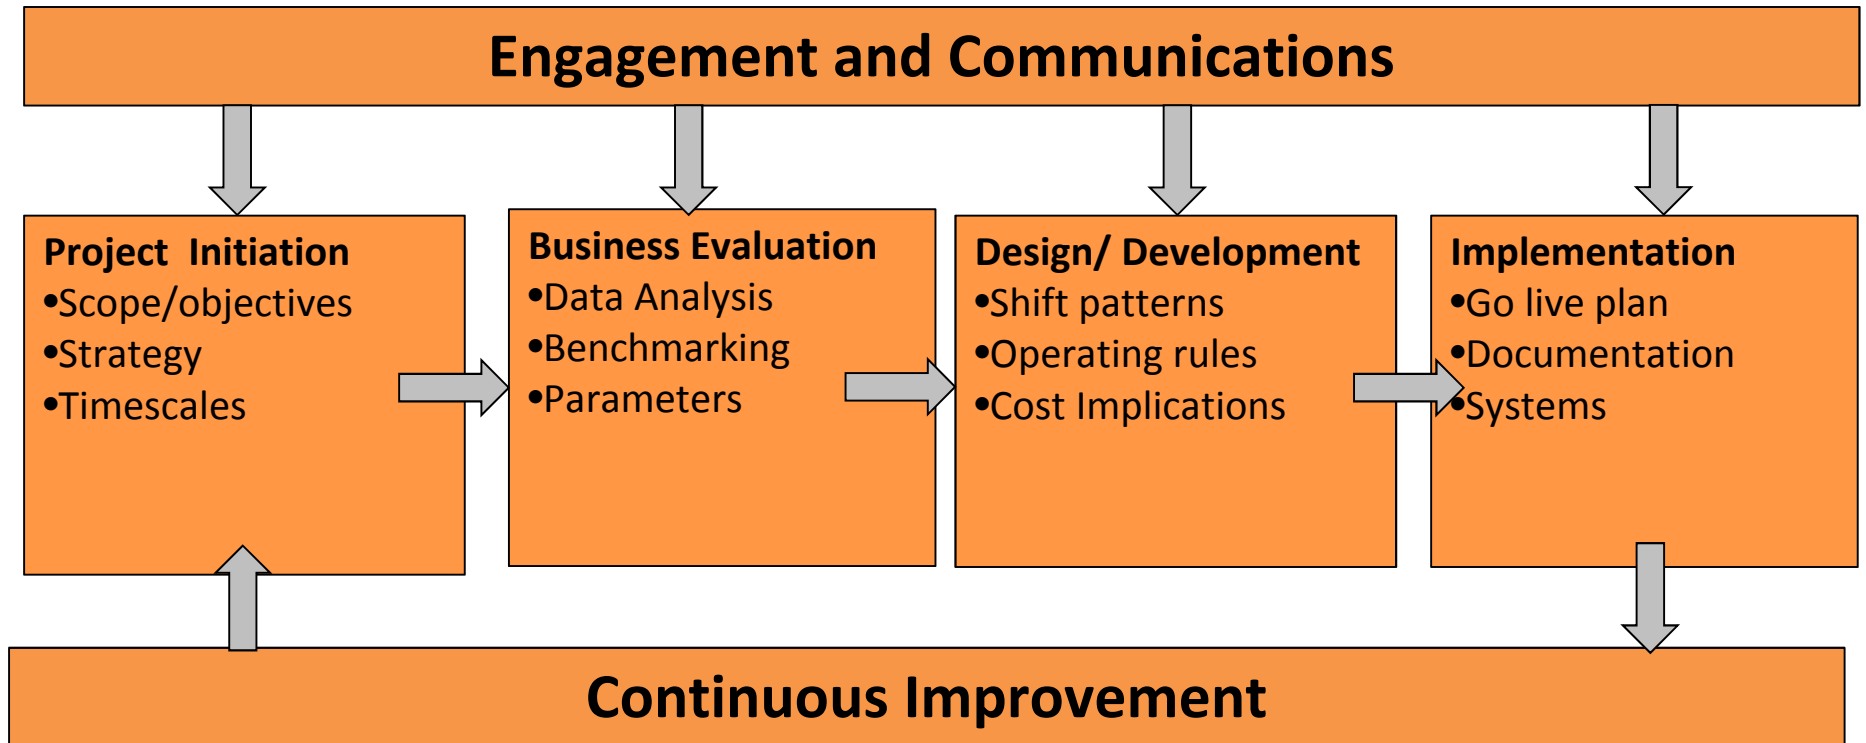 Engagement and Communications
Project  Initiation
•Scope/objectives
•Strategy
•Timescales
Business Evaluation
•Data Analysis
•Benchmarking
•Parameters
Design/ Development
•Shift patterns
•Operating rules
•Cost Implications
Implementation
•Go live plan
•Documentation
•Systems
Continuous Improvement